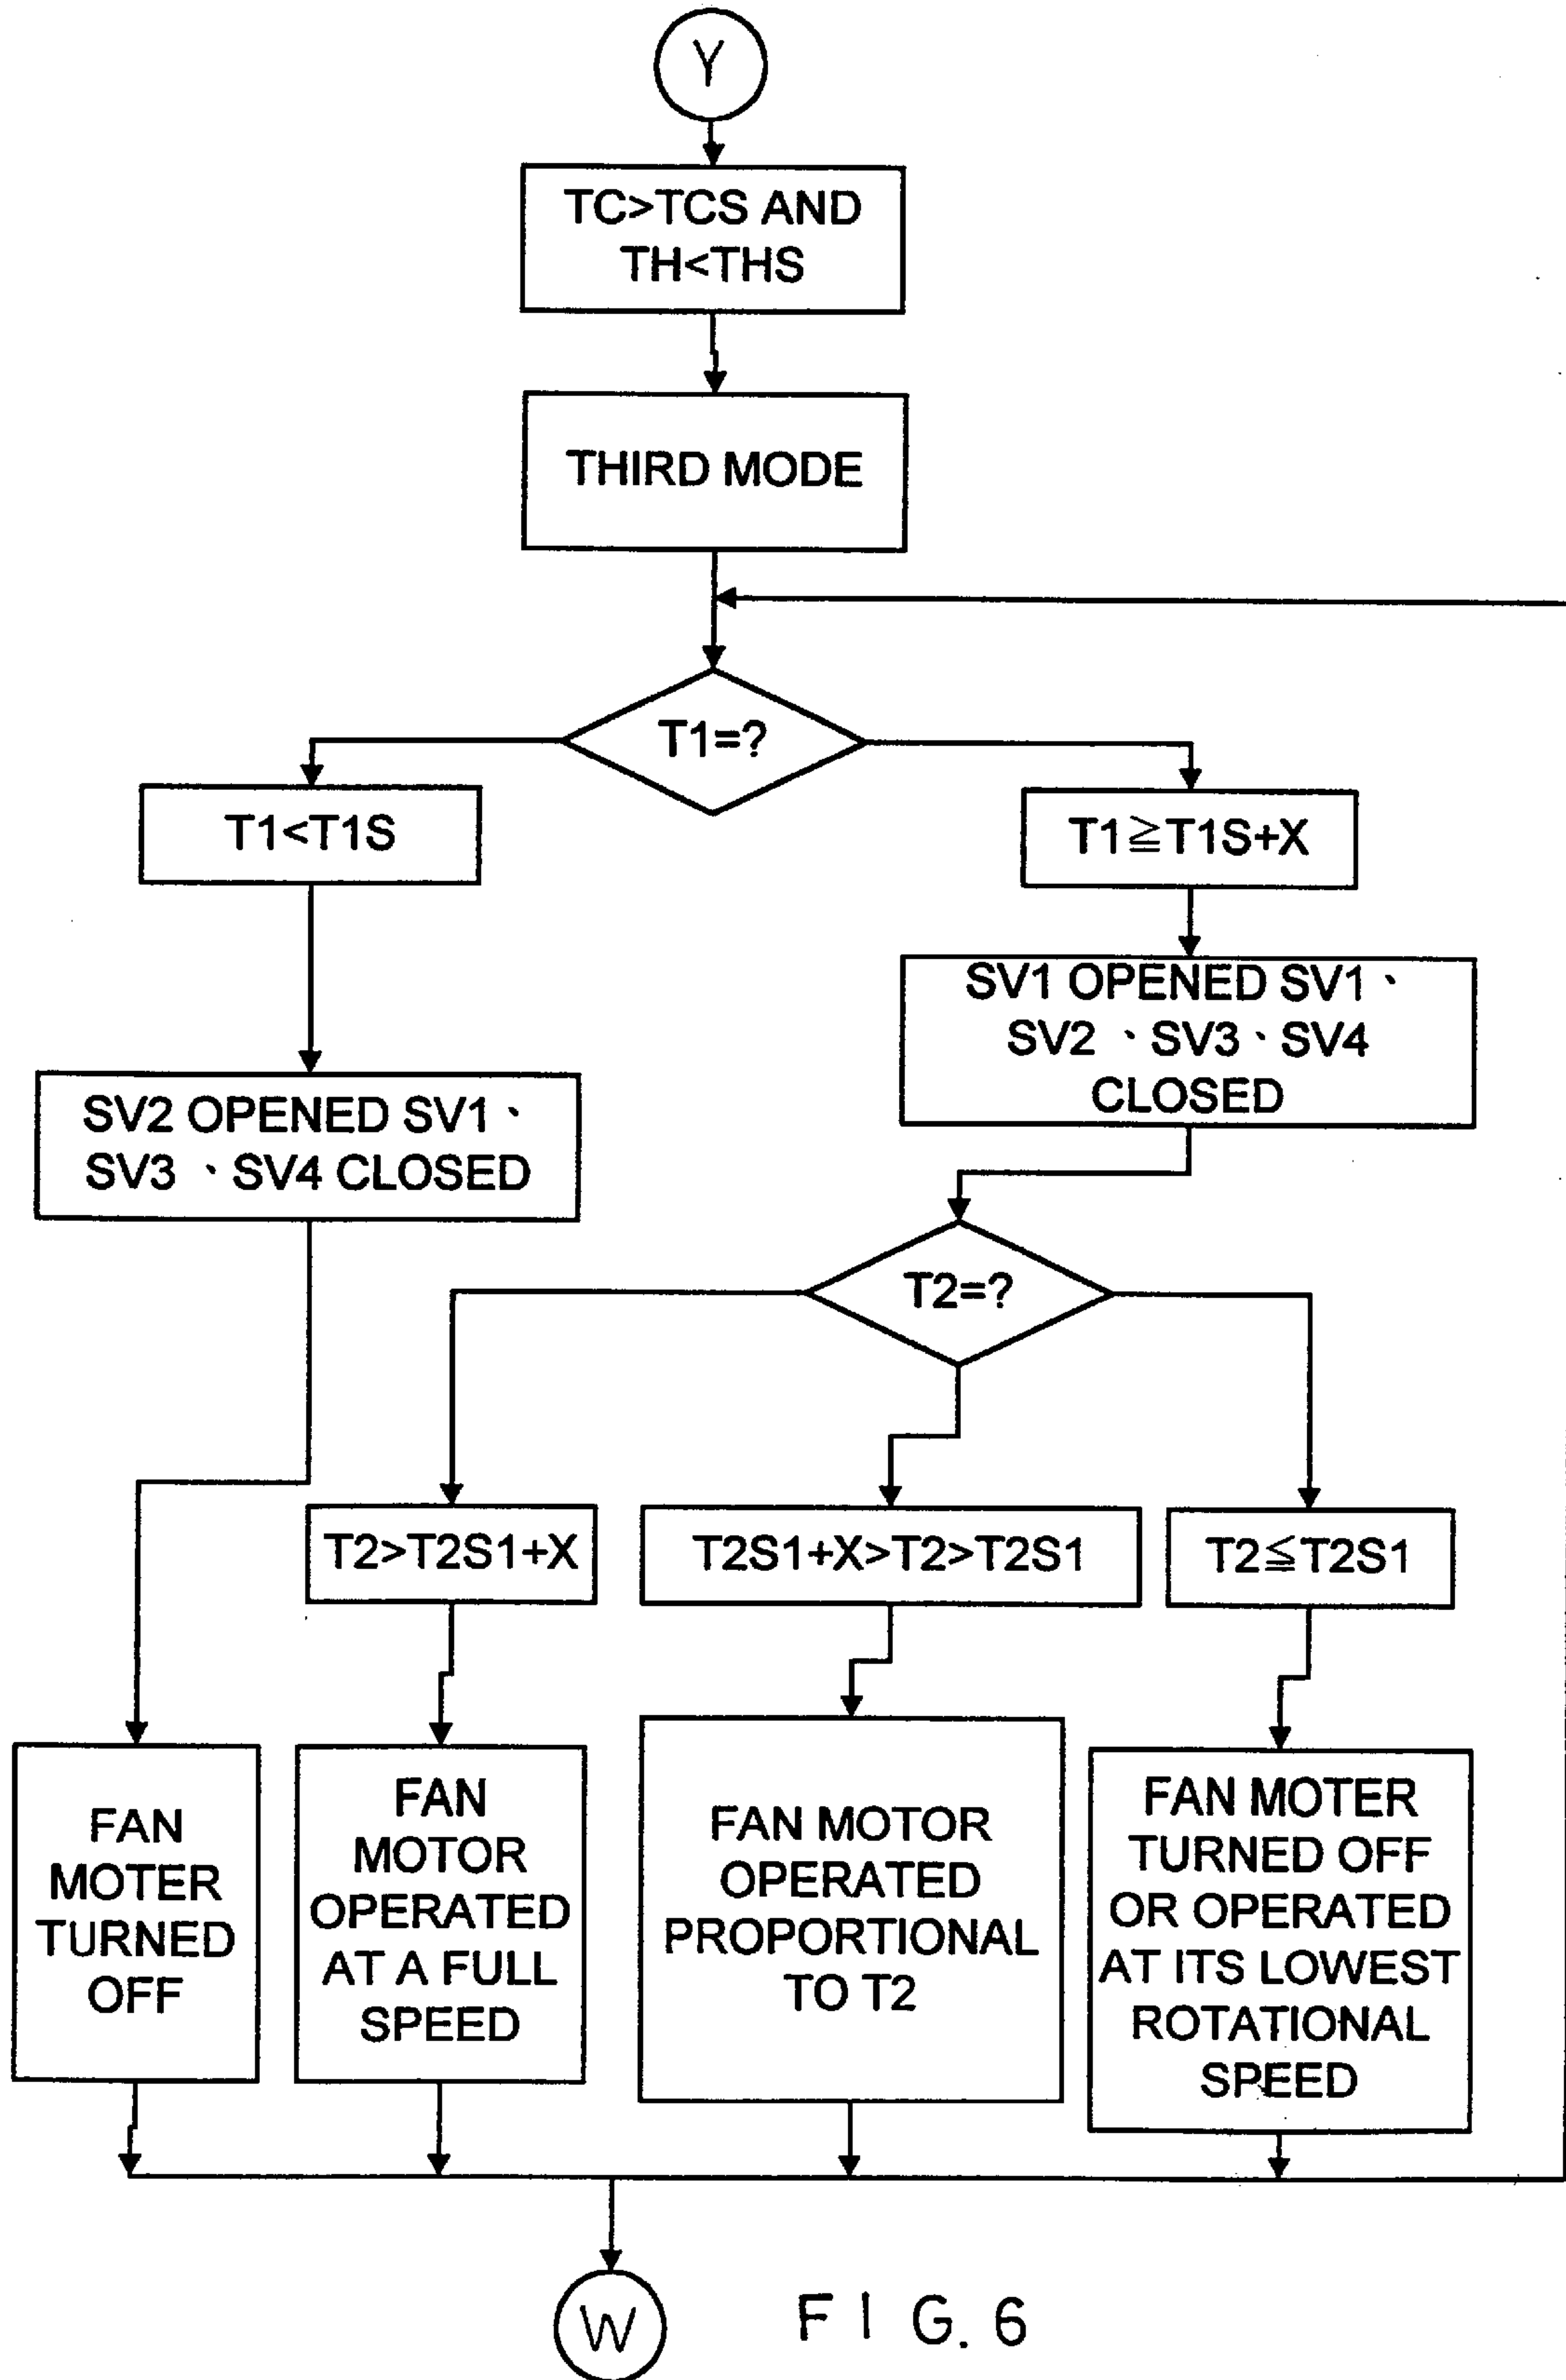 Y
TC>TCS AND
TH<THS
THIRD MODE
T1=?
T1<T1S
T1≧T1S+X
SV1 OPENED SV1、
SV2 、SV3、SV4
CLOSED
SV2 OPENED SV1、
SV3 、SV4 CLOSED
T2=?
T2>T2S1+X
T2S1+X>T2>T2S1
T2≦T2S1
FAN
MOTER
TURNED
OFF
FAN
MOTOR
OPERATED
AT A FULL
SPEED
FAN MOTOR
OPERATED
PROPORTIONAL
TO T2
FAN MOTER
TURNED OFF
OR OPERATED
AT ITS LOWEST
ROTATIONAL
SPEED
W
FIG.6